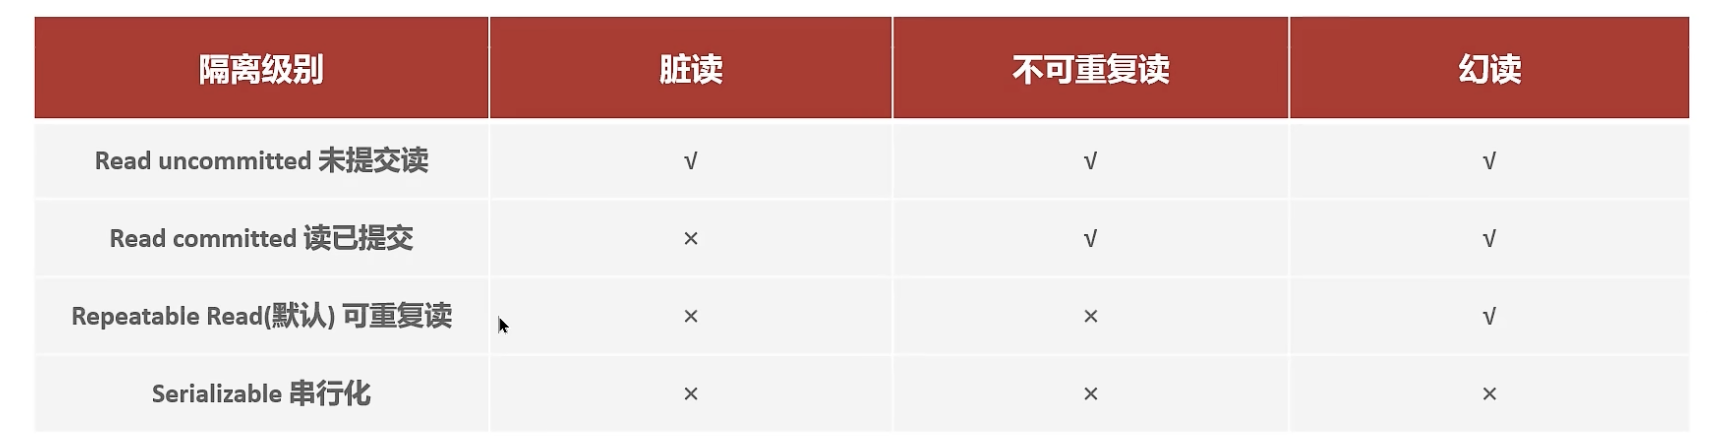 隔离级别 脏读 不可重复读 幻读
Read uncommitted 未提交读 √ √ √
Read committed 读已提交 × √ √
Repeatable Read(默认) 可重复读 × × √
Serializable 串行化 × × ×